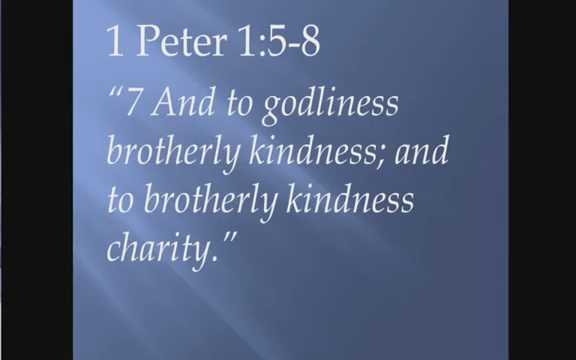 1 Peter 1:5-8
“7 And to godliness
brotherly kindness; and
to brotherly kindness
charity.”